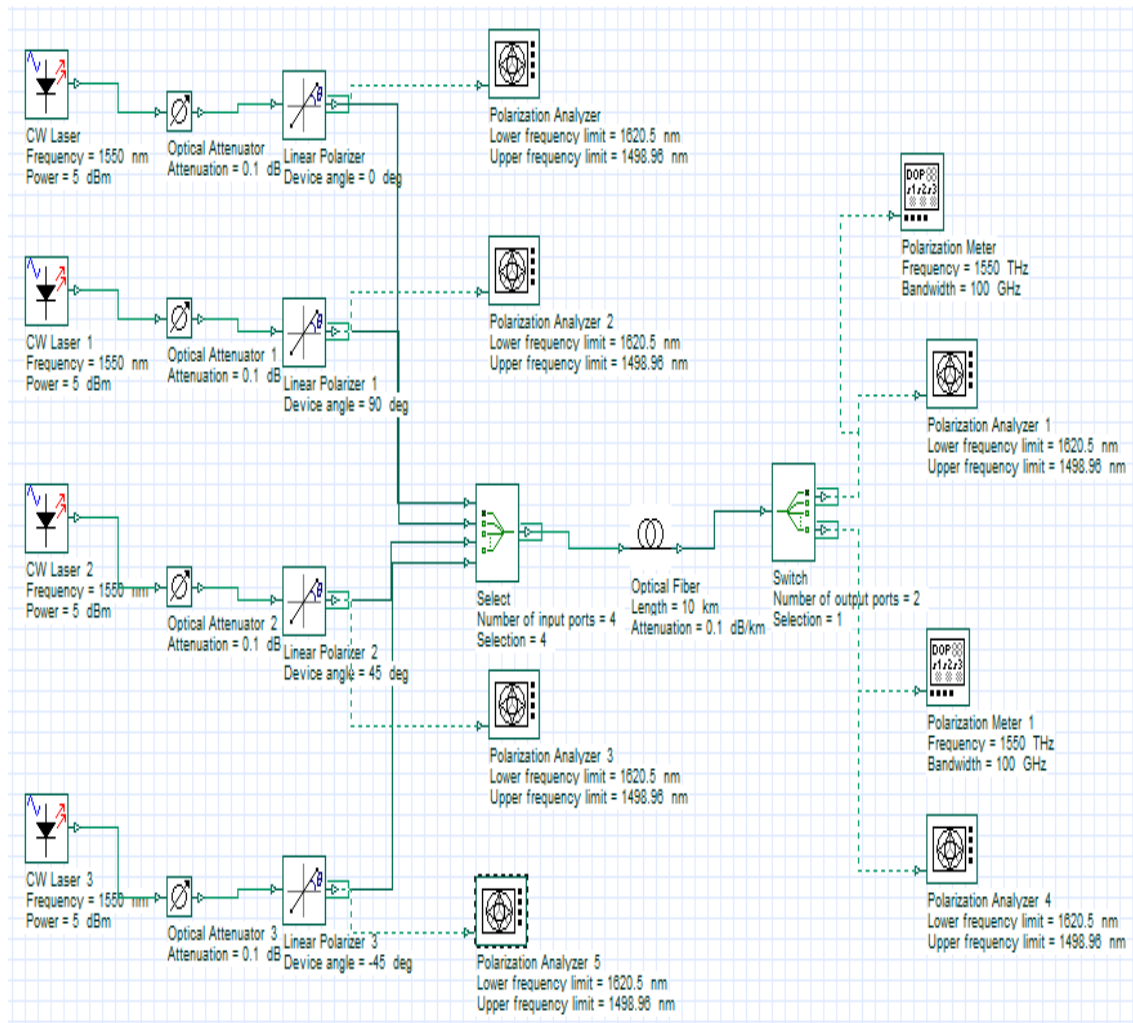 CW Laser
Frequency = 1550 nm
Power = 5 dBm
Optical Attenuator
Attenuation = 0.1 dB
Linear Polarizer
Device angle = 0 deg
Polarization Analyzer
Lower frequency limit = 1620.5 nm
Upper frequency limit = 1498.96 nm
CW Laser 1
Frequency = 1550 nm
Power = 5 dBm
Optical Attenuator 1
Attenuation = 0.1 dB
Linear Polarizer 1
Device angle = 90 deg
Polarization Analyzer 2
Lower frequency limit = 1620.5 nm
Upper frequency limit = 1498.96 nm
DOP
Polarization Meter
Frequency = 1550 THz
Bandwidth = 100 GHz
Polarization Analyzer 1
Lower frequency limit = 1620.5 nm
Upper frequency limit = 1498.96 nm
CW Laser 2
Frequency = 1550 nm
Power = 5 dBm
Optical Attenuator 2
Attenuation = 0.1 dB
Linear Polarizer 2
Device angle = 45 deg
Select
Number of input ports = 4
Selection = 4
Optical Fiber
Length = 10 km
Attenuation = 0.1 dB/km
Switch
Number of output ports = 2
Selection = 1
Polarization Analyzer 3
Lower frequency limit = 1620.5 nm
Upper frequency limit = 1498.96 nm
DOP
Polarization Meter 1
Frequency = 1550 THz
Bandwidth = 100 GHz
CW Laser 3
Frequency = 1550 nm
Power = 5 dBm
Optical Attenuator 3
Attenuation = 0.1 dB
Linear Polarizer 3
Device angle = -45 deg
Polarization Analyzer 5
Lower frequency limit = 1620.5 nm
Upper frequency limit = 1498.96 nm
Polarization Analyzer 4
Lower frequency limit = 1620.5 nm
Upper frequency limit = 1498.96 nm